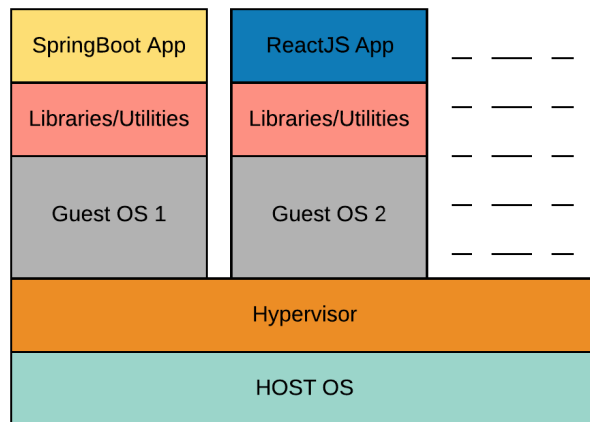 SpringBoot App
ReactJS App
Libraries/Utilities
Libraries/Utilities
Guest OS 1
Guest OS 2
Hypervisor
HOST OS